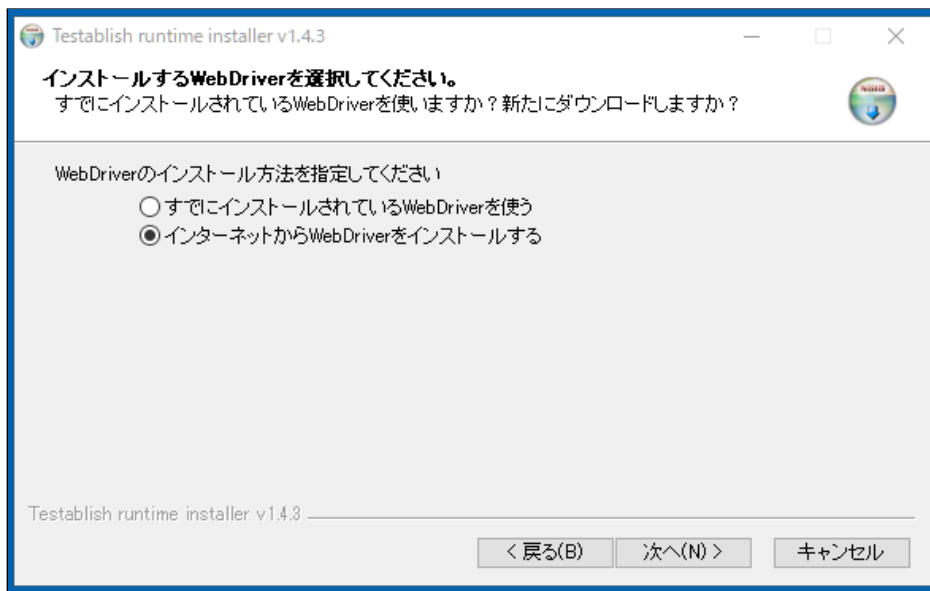 Testablish runtime installer v1.4.3
インストールするWebDriverを選択してください。
すでにインストールされているWebDriverを使いますか？新たにダウンロードしますか？
WebDriverのインストール方法を指定してください
すでにインストールされているWebDriverを使う
インターネットからWebDriverをインストールする
Testablish runtime installer v1.4.3
< 戻る(B)
次へ(N) >
キャンセル